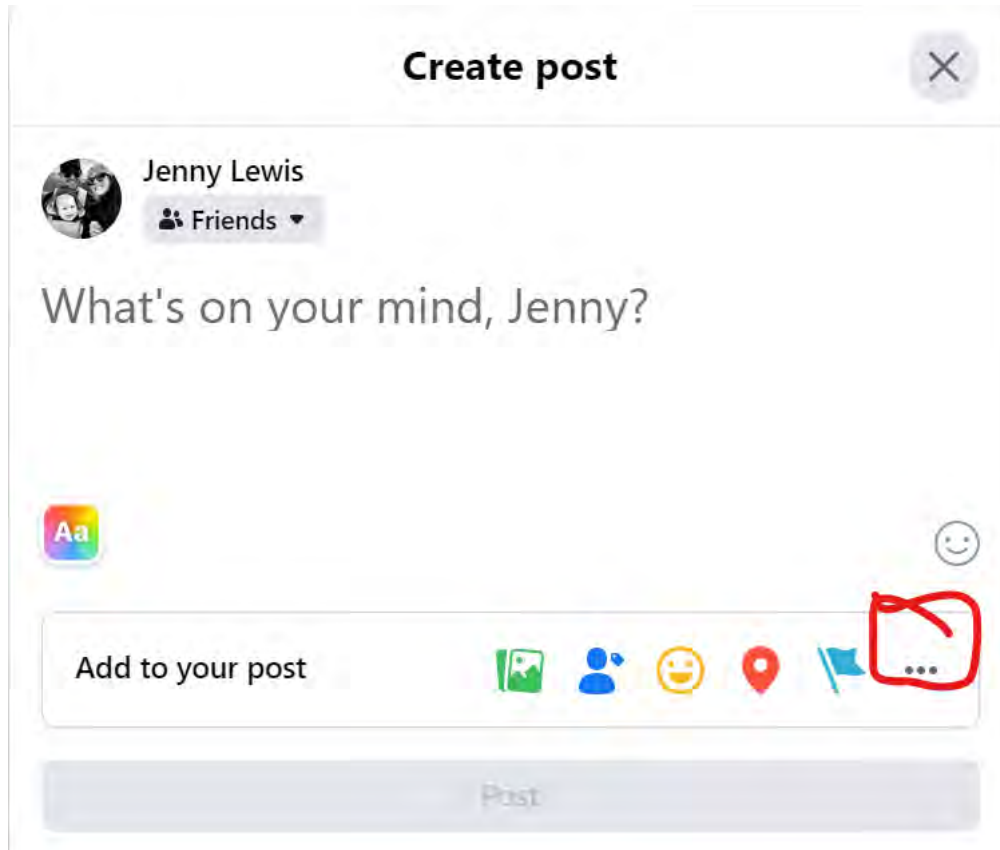 Create post
Jenny Lewis
Friends
What's on your mind, Jenny?
Aa
Add to your post
Post